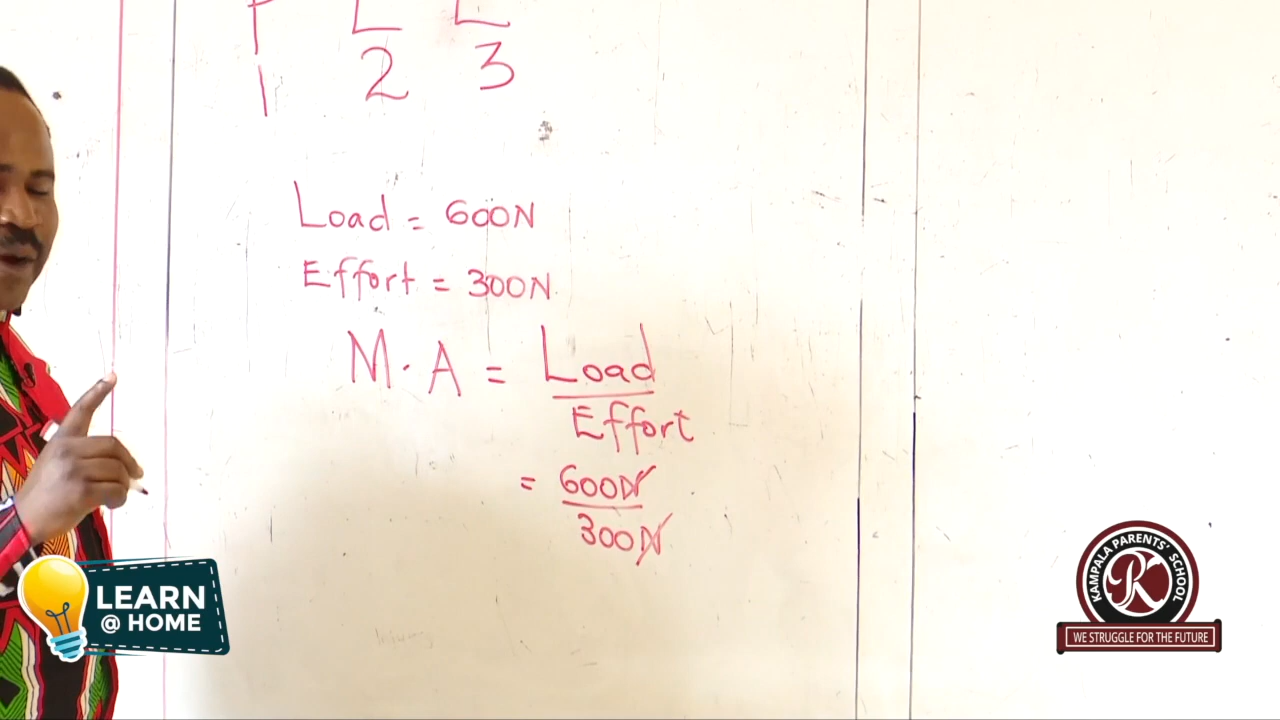 2 3
1
Load = 600N
Effort = 300N
M.A = Load
Effort
= 600N
300N
LEARN
@ HOME
KAMPALA PARENTS' SCHOOL
WE STRUGGLE FOR THE FUTURE